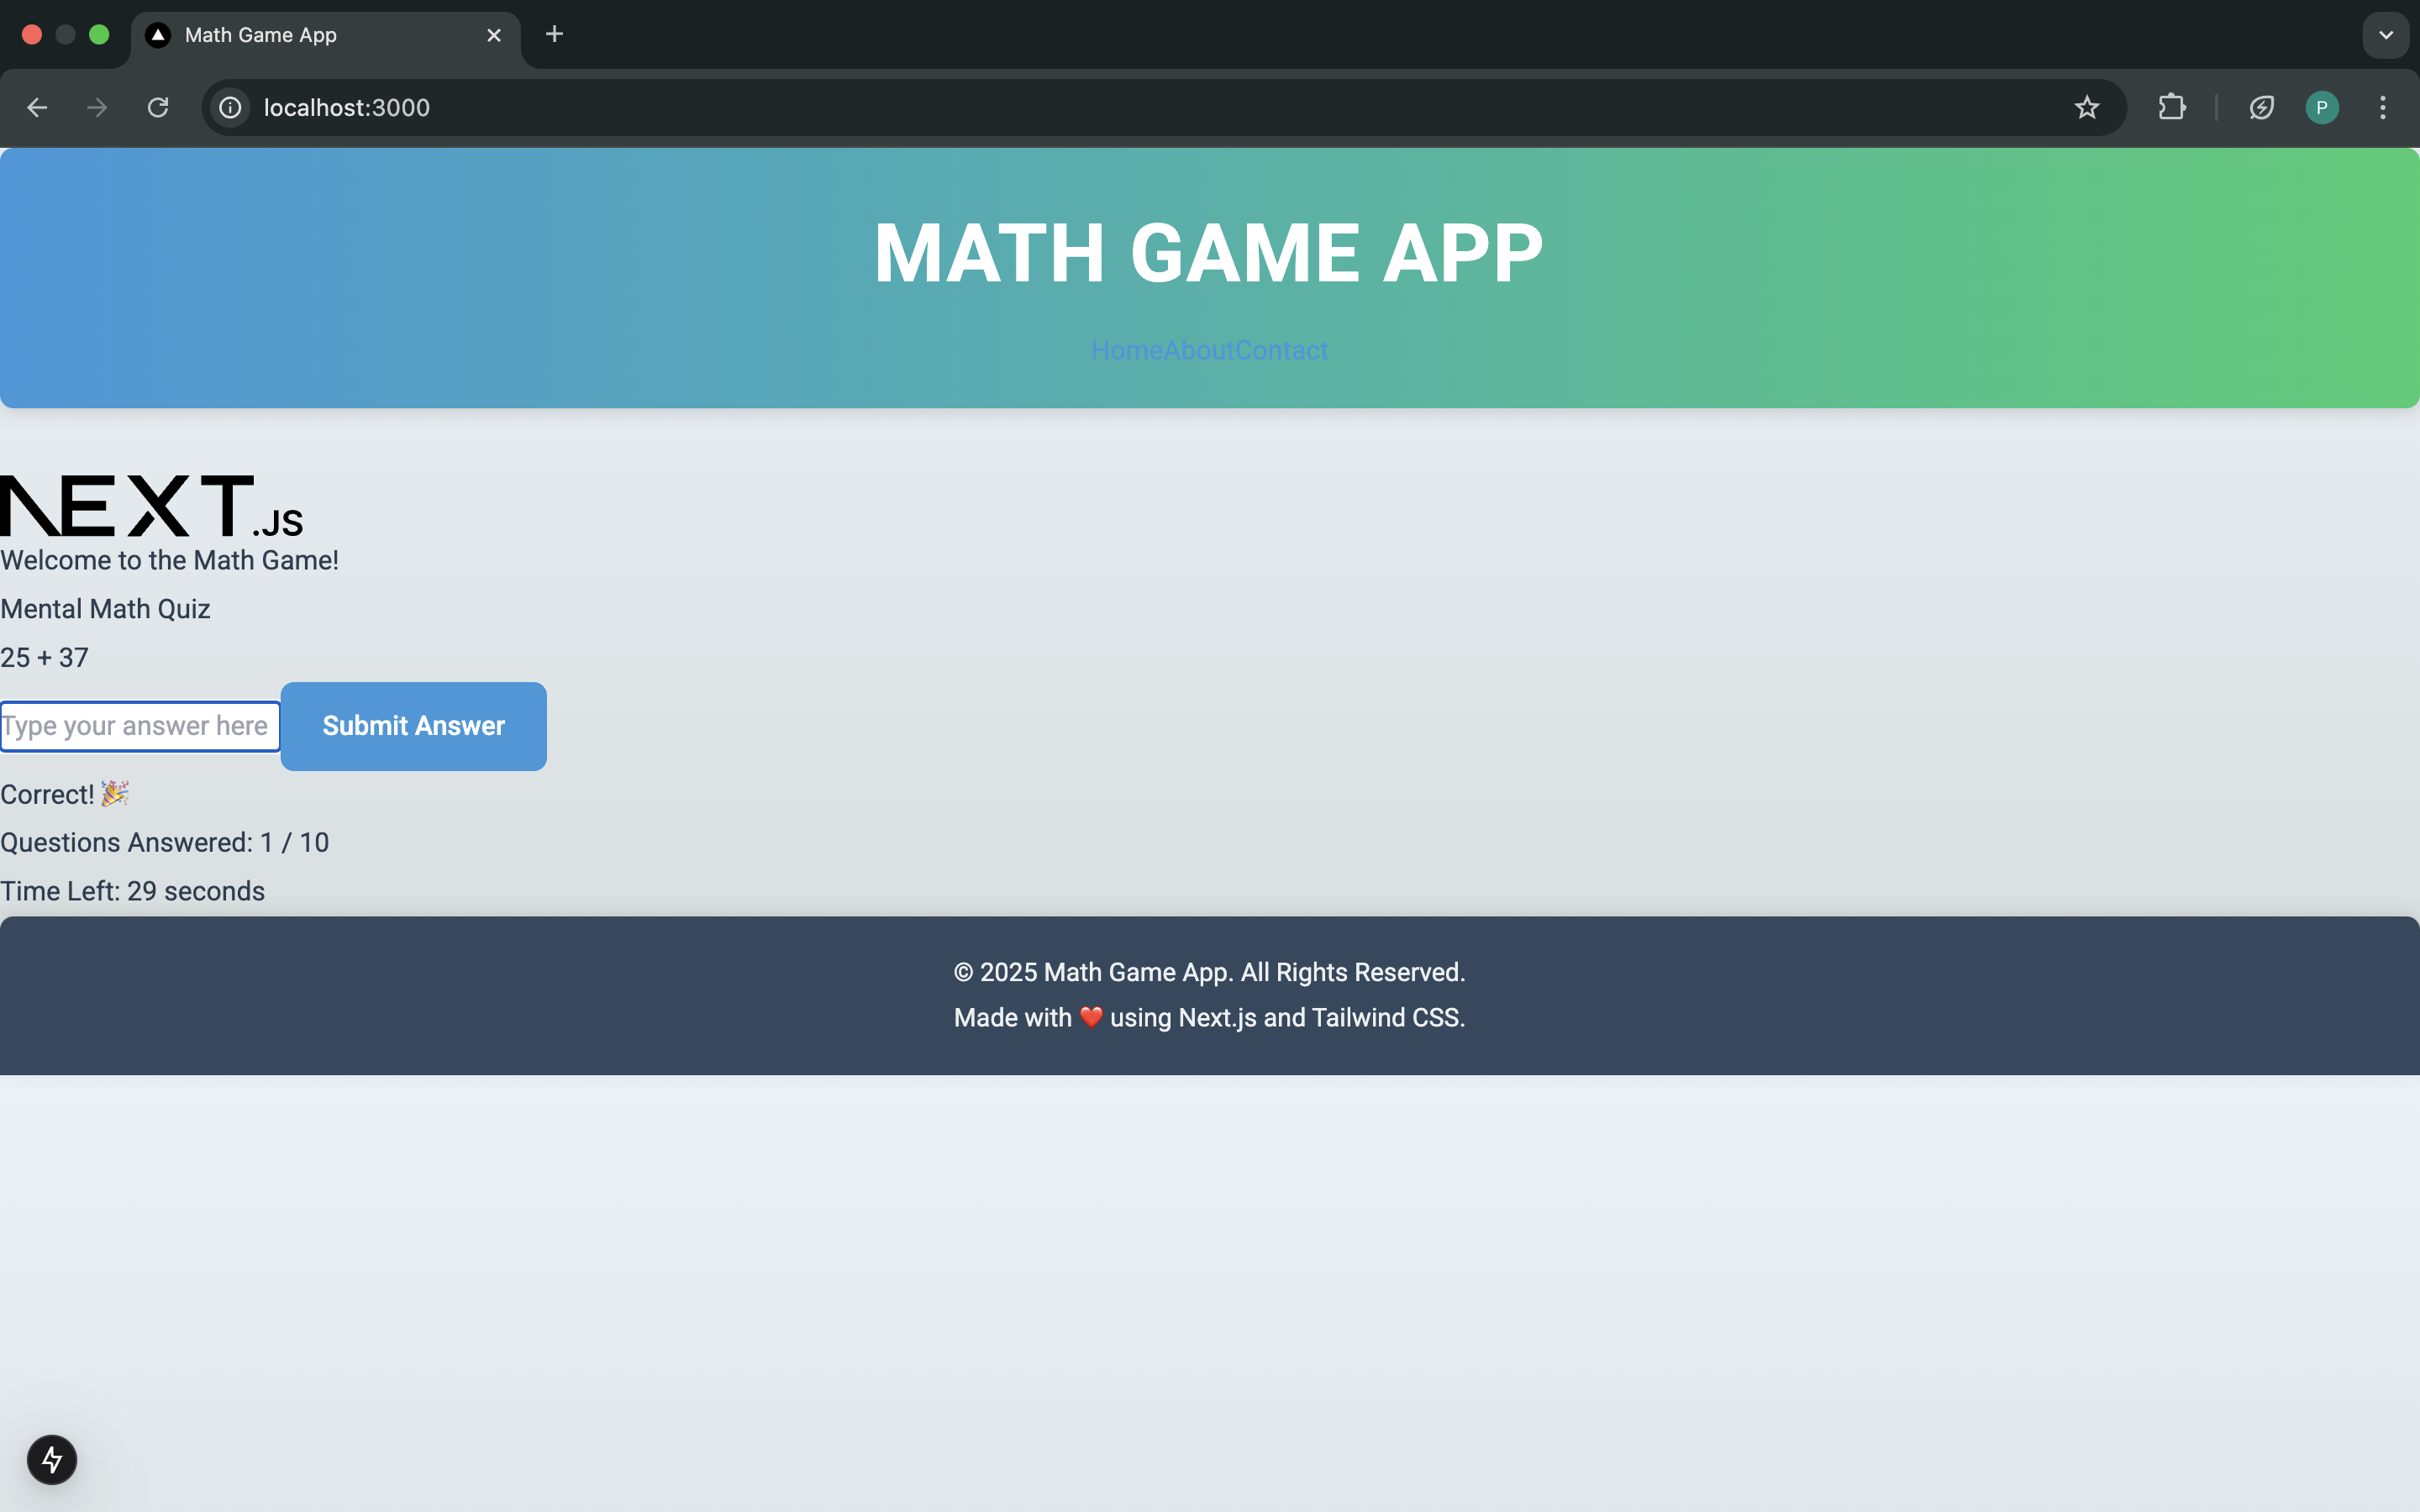 Math Game App
localhost:3000
P
MATH GAME APP
HomeAboutContact
NEXT.JS
Welcome to the Math Game!
Mental Math Quiz
25 + 37
Type your answer here
Submit Answer
Correct! 🎉
Questions Answered: 1 / 10
Time Left: 29 seconds
© 2025 Math Game App. All Rights Reserved.
Made with ❤️ using Next.js and Tailwind CSS.